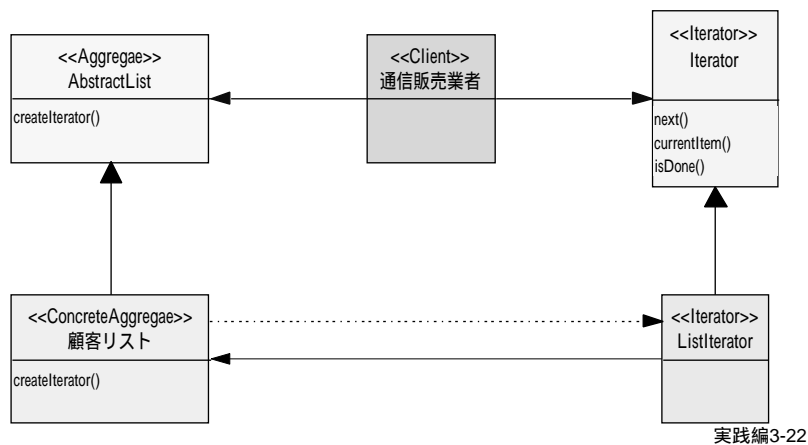 <<Aggregae>>
AbstractList
createIterator()
<<Client>>
通信販売業者
<<Iterator>>
Iterator
next()
currentItem()
isDone()
<<ConcreteAggregae>>
顧客リスト
createIterator()
<<Iterator>>
ListIterator
実践編3-22